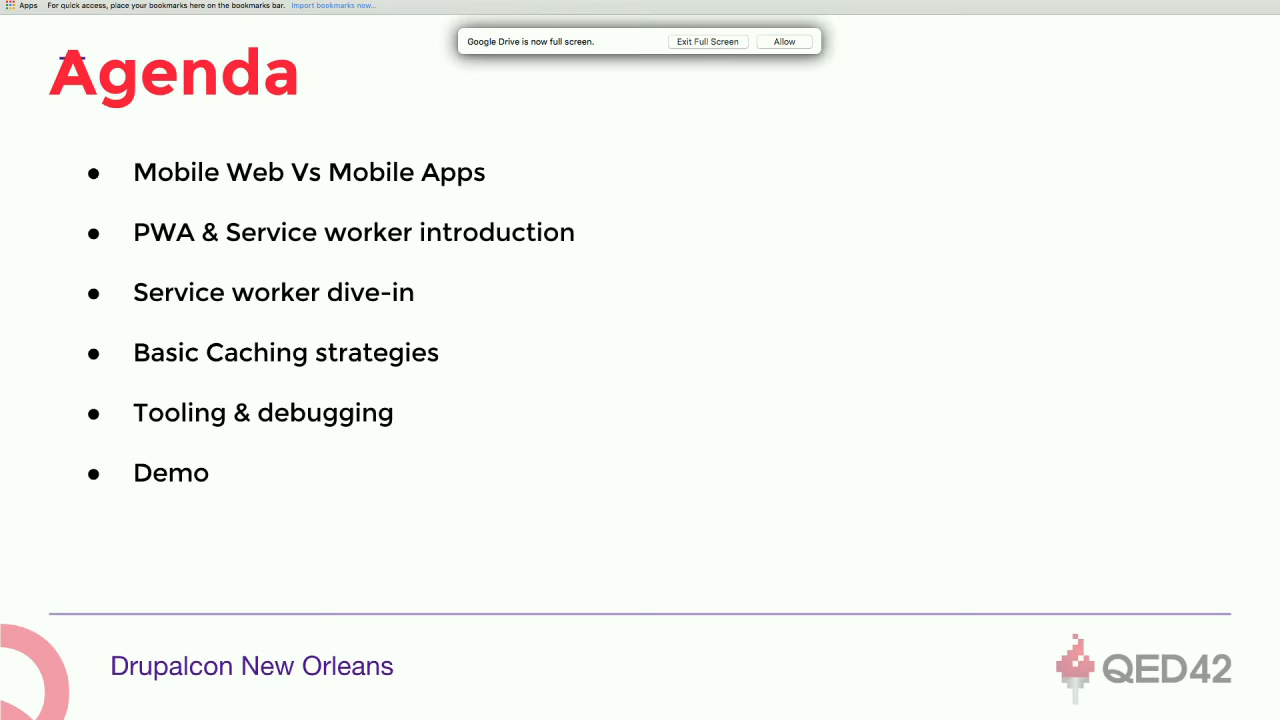 Apps For quick access, place your bookmarks here on the bookmarks bar. Import bookmarks now...
Google Drive is now full screen. Exit Full Screen Allow
Agenda
● Mobile Web Vs Mobile Apps
● PWA & Service worker introduction
● Service worker dive-in
● Basic Caching strategies
● Tooling & debugging
● Demo
Drupalcon New Orleans
QED42